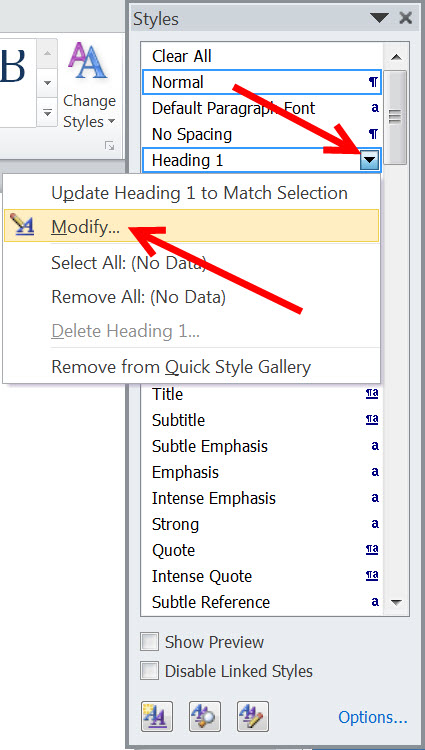 Styles
Clear All
Normal ¶
Default Paragraph Font a
No Spacing ¶
Heading 1
B
Change
Styles
Update Heading 1 to Match Selection
Modify...
Select All: (No Data)
Remove All: (No Data)
Delete Heading 1...
Remove from Quick Style Gallery
Title ¶a
Subtitle ¶a
Subtle Emphasis a
Emphasis a
Intense Emphasis a
Strong a
Quote ¶a
Intense Quote ¶a
Subtle Reference a
Show Preview
Disable Linked Styles
Options...